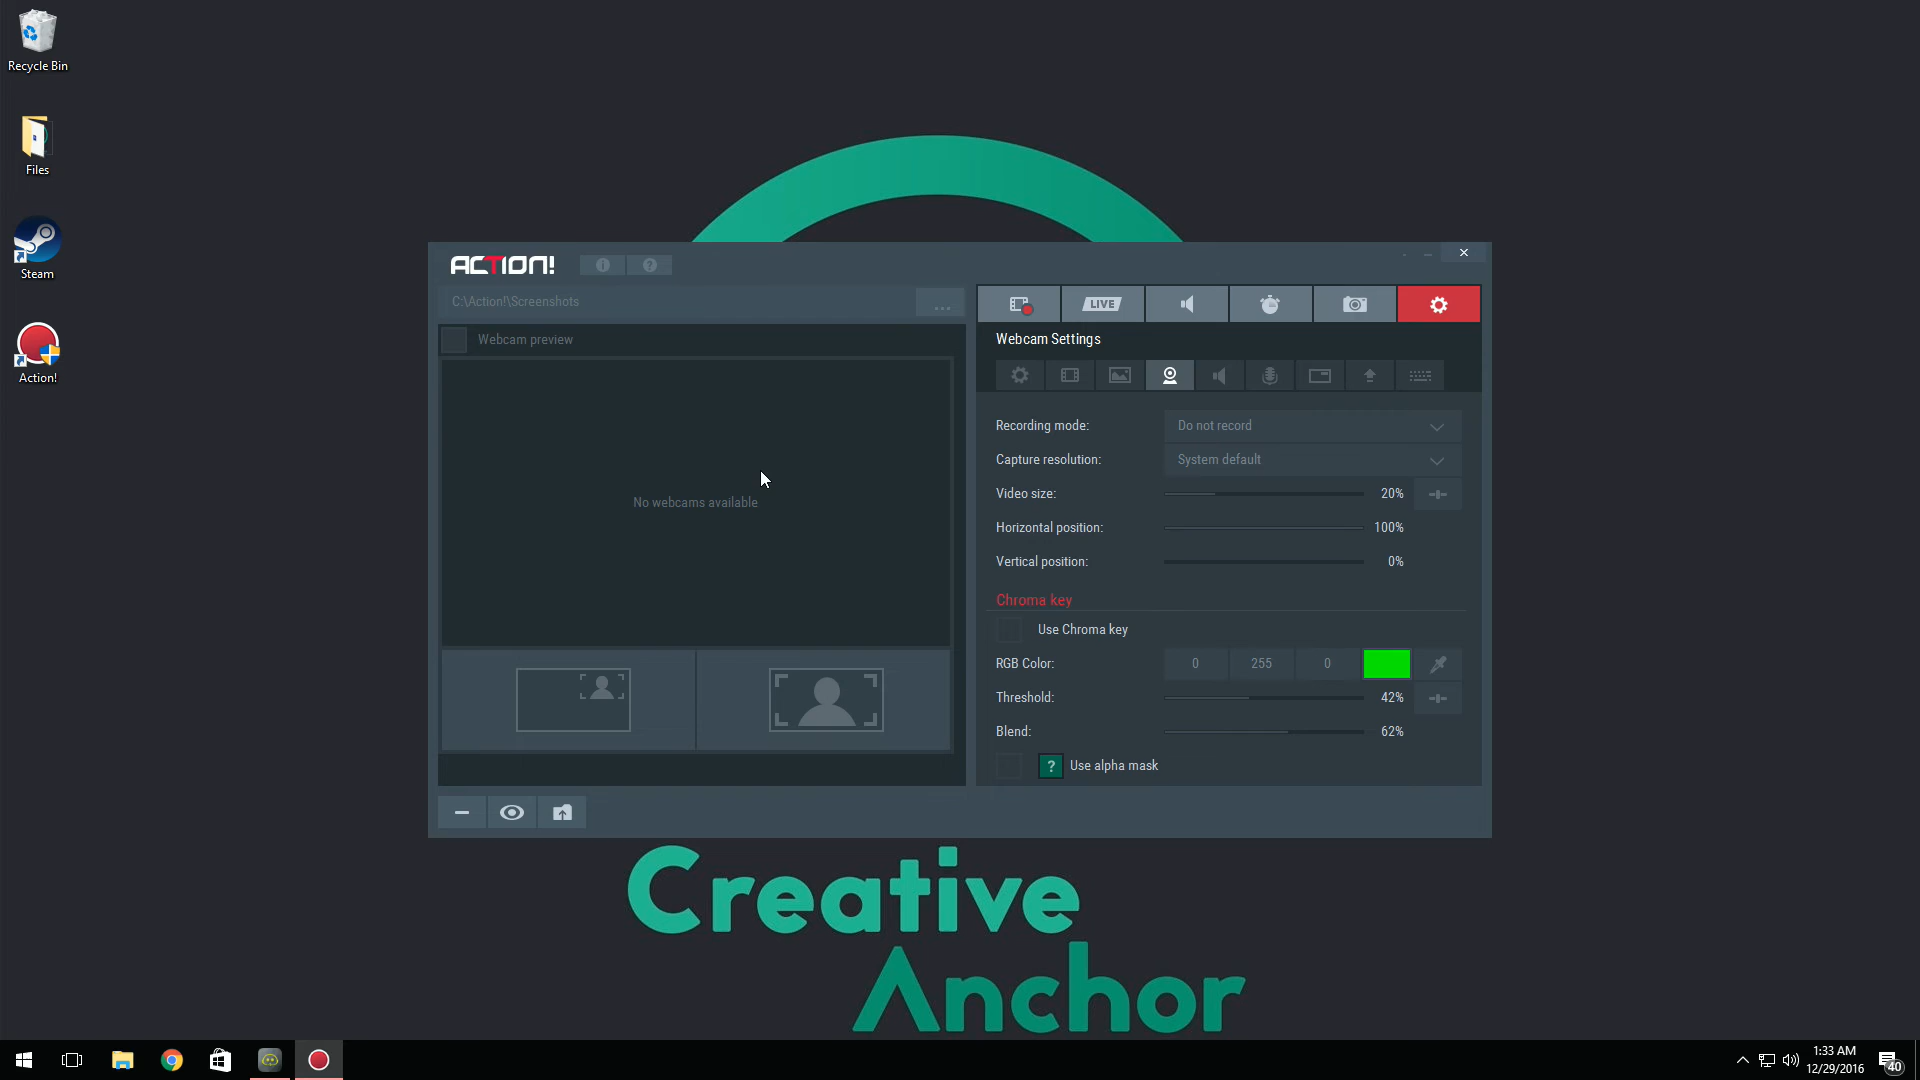 Recycle Bin
Files
Steam
Action!
ACTION!
C:\Action!\Screenshots
...
LIVE
Webcam preview
Webcam Settings
Recording mode:
Do not record
Capture resolution:
System default
No webcams available
Video size:
20%
Horizontal position:
100%
Vertical position:
0%
Chroma key
Use Chroma key
RGB Color:
0
255
0
Threshold:
42%
Blend:
62%
?
Use alpha mask
Creative
Anchor
1:33 AM
12/29/2016
40